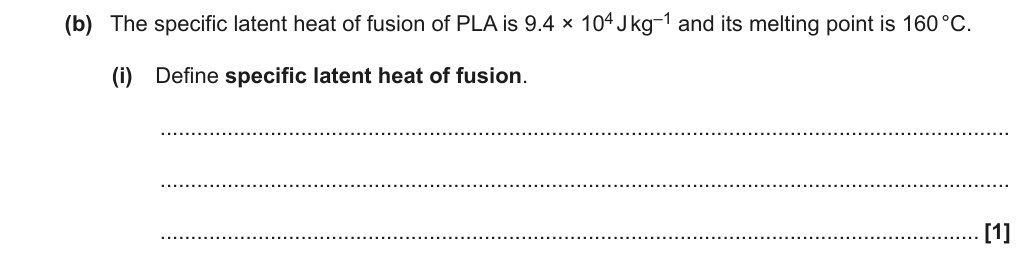 (b) The specific latent heat of fusion of PLA is 9.4 × 10⁴ J kg⁻¹ and its melting point is 160 °C.
(i) Define specific latent heat of fusion.
....................................................................................................
....................................................................................................
.................................................................................................... [1]